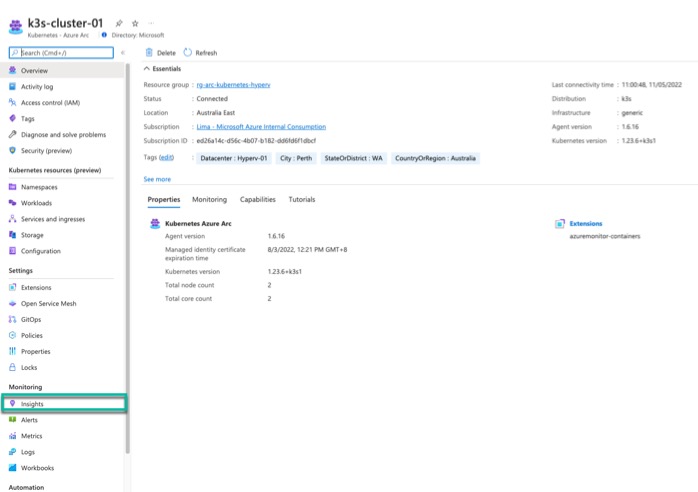 k3s-cluster-01
Kubernetes - Azure Arc
Directory: Microsoft
Search (Cmd+/)
Delete
Refresh
Overview
Activity log
Access control (IAM)
Tags
Diagnose and solve problems
Security (preview)
Kubernetes resources (preview)
Namespaces
Workloads
Services and ingresses
Storage
Configuration
Settings
Extensions
Open Service Mesh
GitOps
Policies
Properties
Locks
Monitoring
Insights
Alerts
Metrics
Logs
Workbooks
Automation
Essentials
Resource group : rg-arc-kubernetes-hyperv
Status : Connected
Location : Australia East
Subscription : Lima - Microsoft Azure Internal Consumption
Subscription ID :
Tags (edit) : Datacenter : Hyperv-01 City : Perth StateOrDistrict : WA CountryOrRegion : Australia
Last connectivity time : 11:00:48, 11/05/2022
Distribution : k3s
Infrastructure : generic
Agent version : 1.6.16
Kubernetes version : 1.23.6+k3s1
See more
Properties Monitoring Capabilities Tutorials
Kubernetes Azure Arc
Agent version 1.6.16
Managed identity certificate expiration time 8/3/2022, 12:21 PM GMT+8
Kubernetes version 1.23.6+k3s1
Total node count 2
Total core count 2
Extensions
azuremonitor-containers